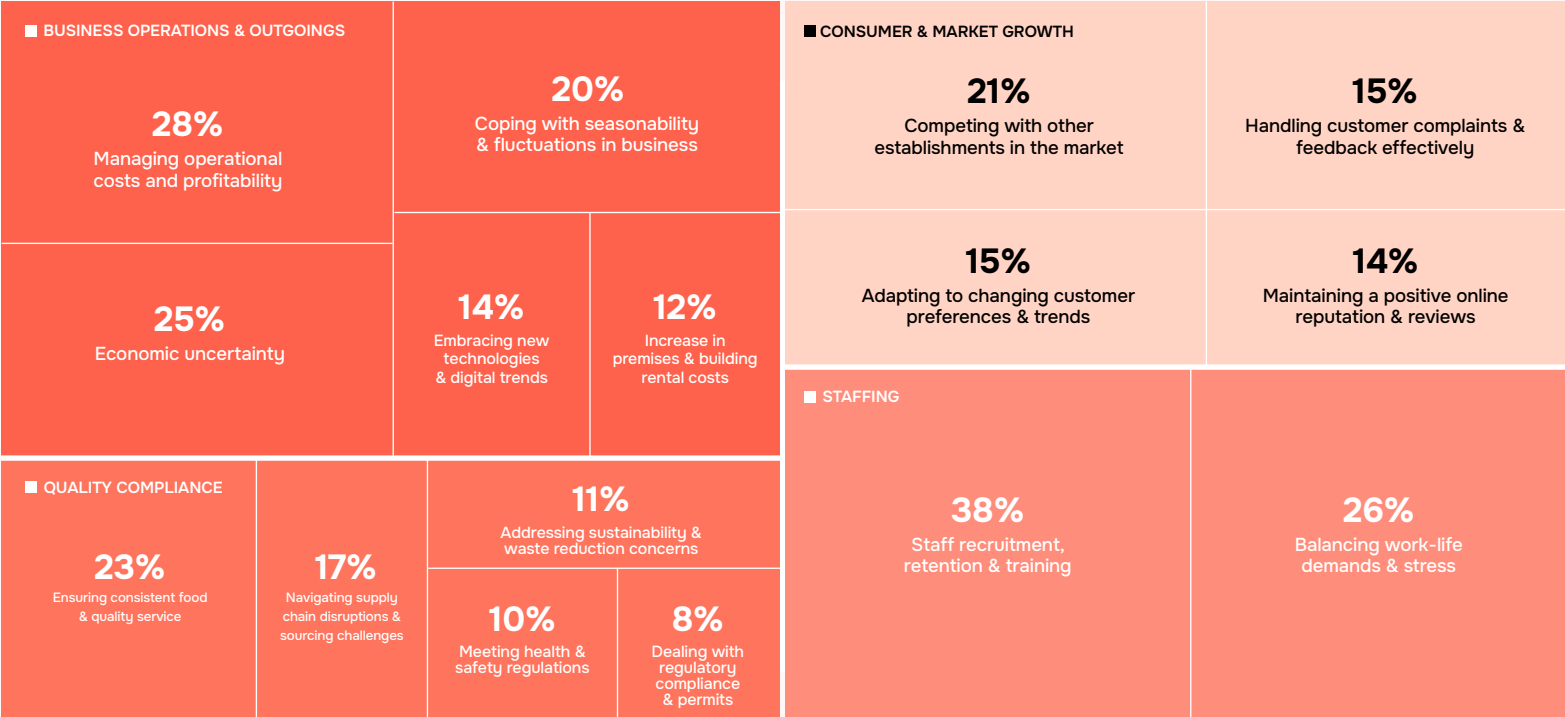 BUSINESS OPERATIONS & OUTGOINGS
28%
Managing operational
costs and profitability
20%
Coping with seasonability
& fluctuations in business
25%
Economic uncertainty
14%
Embracing new
technologies
& digital trends
12%
Increase in
premises & building
rental costs
CONSUMER & MARKET GROWTH
21%
Competing with other
establishments in the market
15%
Handling customer complaints &
feedback effectively
15%
Adapting to changing customer
preferences & trends
14%
Maintaining a positive online
reputation & reviews
QUALITY COMPLIANCE
23%
Ensuring consistent food
& quality service
17%
Navigating supply
chain disruptions &
sourcing challenges
11%
Addressing sustainability &
waste reduction concerns
10%
Meeting health &
safety regulations
8%
Dealing with
regulatory
compliance
& permits
STAFFING
38%
Staff recruitment,
retention & training
26%
Balancing work-life
demands & stress